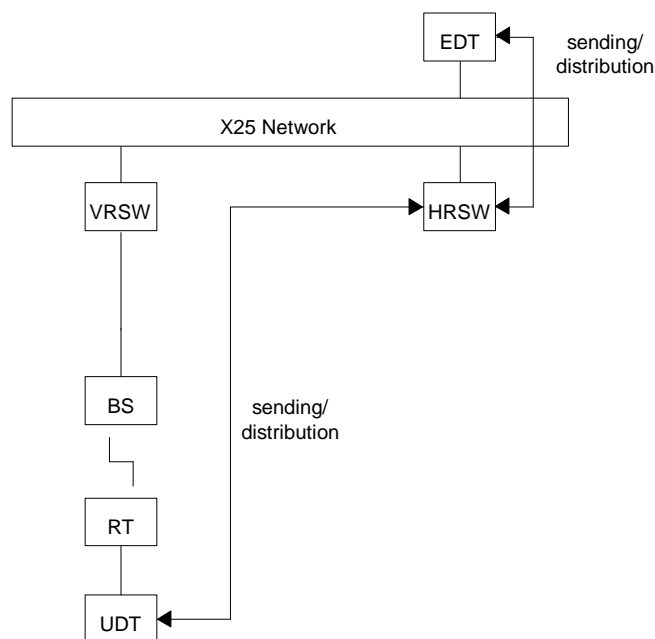 EDT
sending/
distribution
X25 Network
VRSW
HRSW
BS
sending/
distribution
RT
UDT